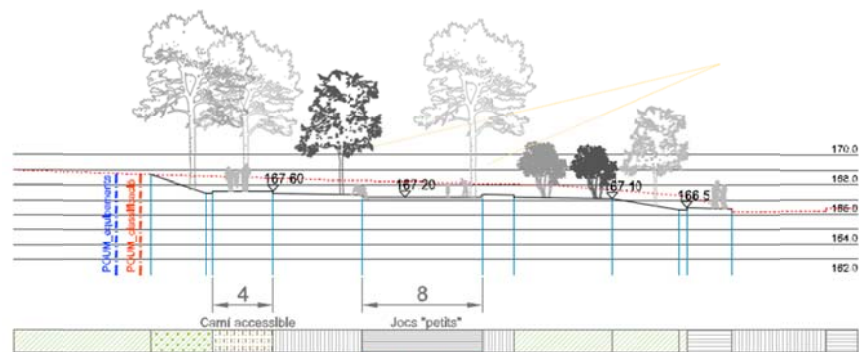 170.0
167.60
168.0
167.20
167.10
166.5
166.0
164.0
162.0
POUM_equipaments
POUM_classificació
4
8
Camí accessible
Jocs "petits"